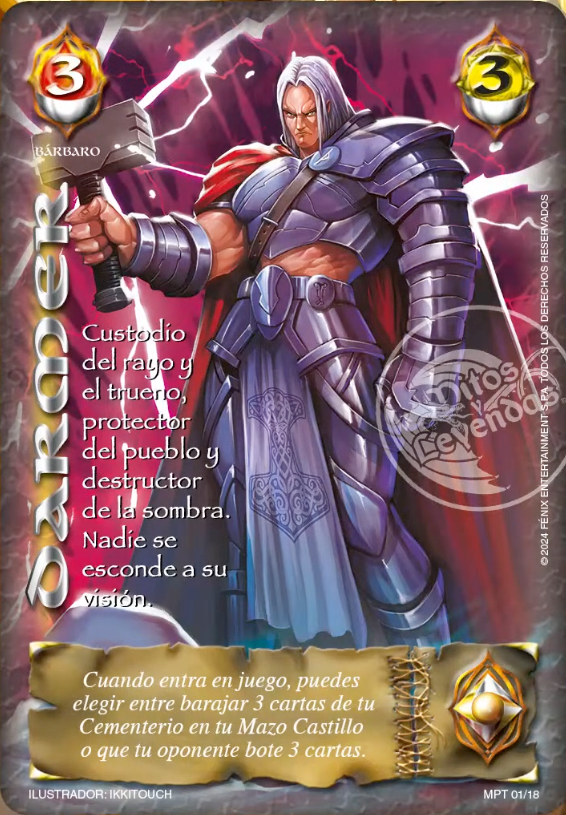 3
3
BÁRBARO
DÁRMER
Custodio
del rayo y
el trueno,
protector
del pueblo y
destructor
de la sombra.
Nadie se
esconde a su
visión.
© 2024 FÉNIX ENTERTAINMENT S.P.A. TODOS LOS DERECHOS RESERVADOS
Mitos
y
Leyendas
Cuando entra en juego, puedes
elegir entre barajar 3 cartas de tu
Cementerio en tu Mazo Castillo
o que tu oponente bote 3 cartas.
ILUSTRADOR: IKKITOUCH
MPT 01/18